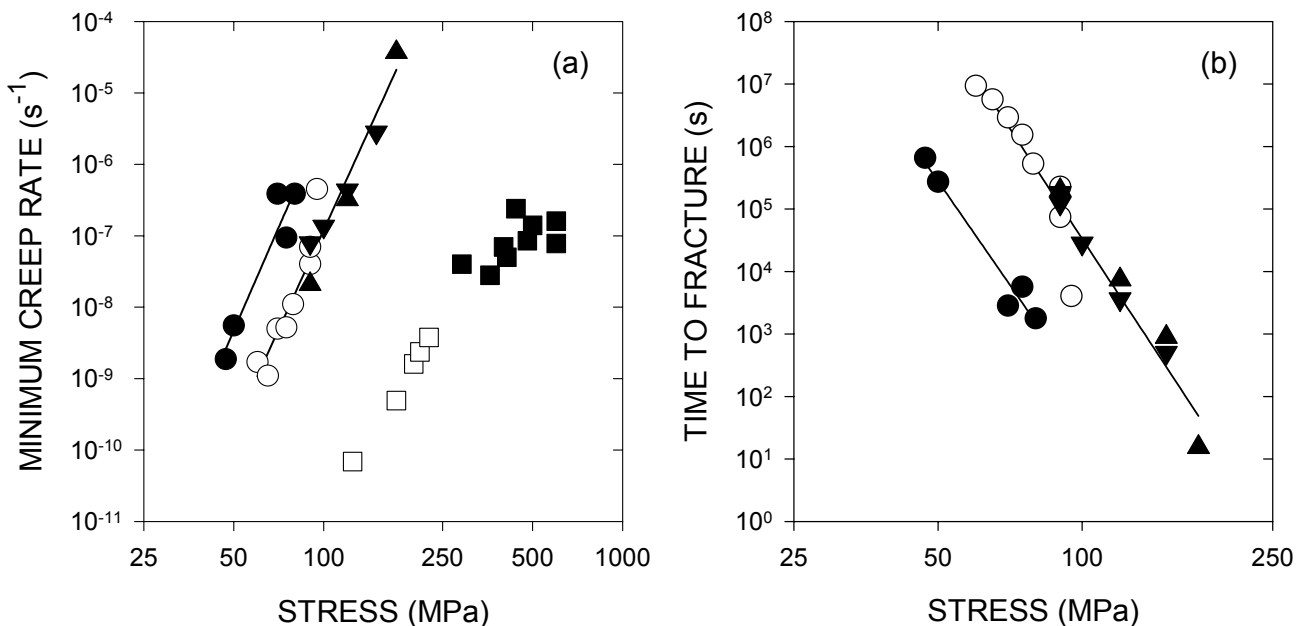 (a)
MINIMUM CREEP RATE (s⁻¹)
10⁻⁴
10⁻⁵
10⁻⁶
10⁻⁷
10⁻⁸
10⁻⁹
10⁻¹⁰
10⁻¹¹
25 50 100 250 500 1000
STRESS (MPa)
(b)
TIME TO FRACTURE (s)
10⁸
10⁷
10⁶
10⁵
10⁴
10³
10²
10¹
10⁰
25 50 100 250
STRESS (MPa)